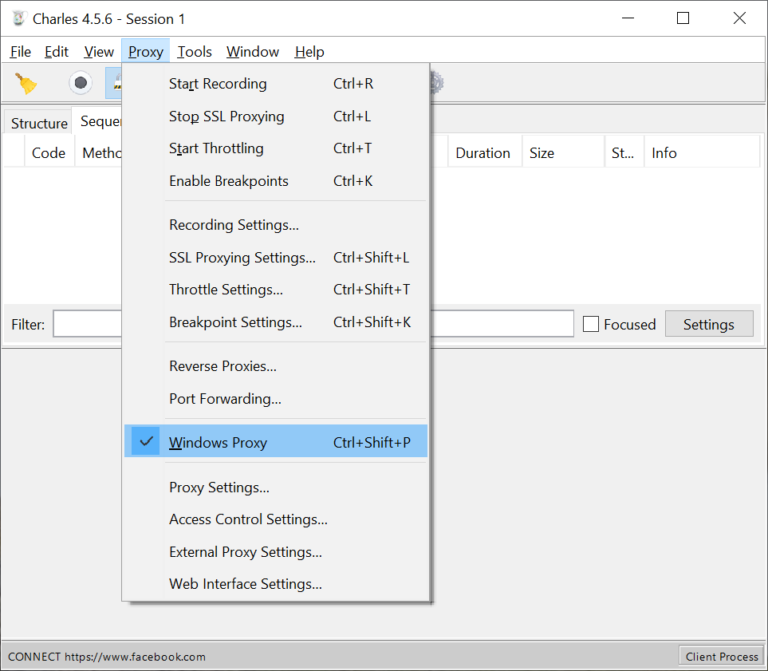 Charles 4.5.6 - Session 1
File Edit View Proxy Tools Window Help
Start Recording Ctrl+R
Stop SSL Proxying Ctrl+L
Start Throttling Ctrl+T
Enable Breakpoints Ctrl+K
Recording Settings...
SSL Proxying Settings... Ctrl+Shift+L
Throttle Settings... Ctrl+Shift+T
Breakpoint Settings... Ctrl+Shift+K
Reverse Proxies...
Port Forwarding...
Windows Proxy Ctrl+Shift+P
Proxy Settings...
Access Control Settings...
External Proxy Settings...
Web Interface Settings...
Structure Sequen
Code Metho Duration Size St... Info
Filter: Focused Settings
CONNECT https://www.facebook.com Client Process